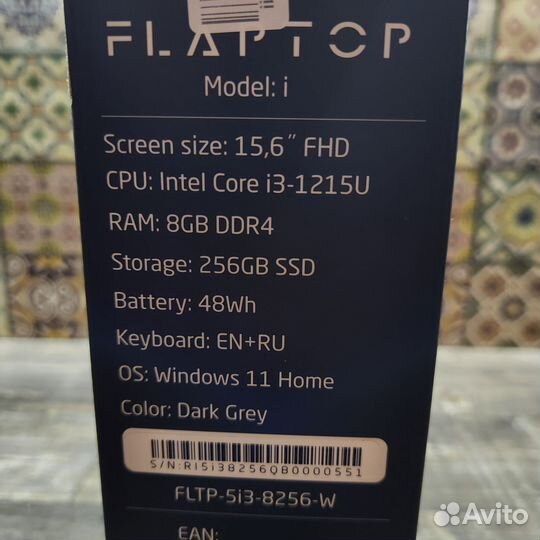 FLAPTOP
Model: i
Screen size: 15,6″ FHD
CPU: Intel Core i3-1215U
RAM: 8GB DDR4
Storage: 256GB SSD
Battery: 48Wh
Keyboard: EN+RU
OS: Windows 11 Home
Color: Dark Grey
S/N:RI5i38256QB0000551
FLTP-5i3-8256-W
EAN:
Avito